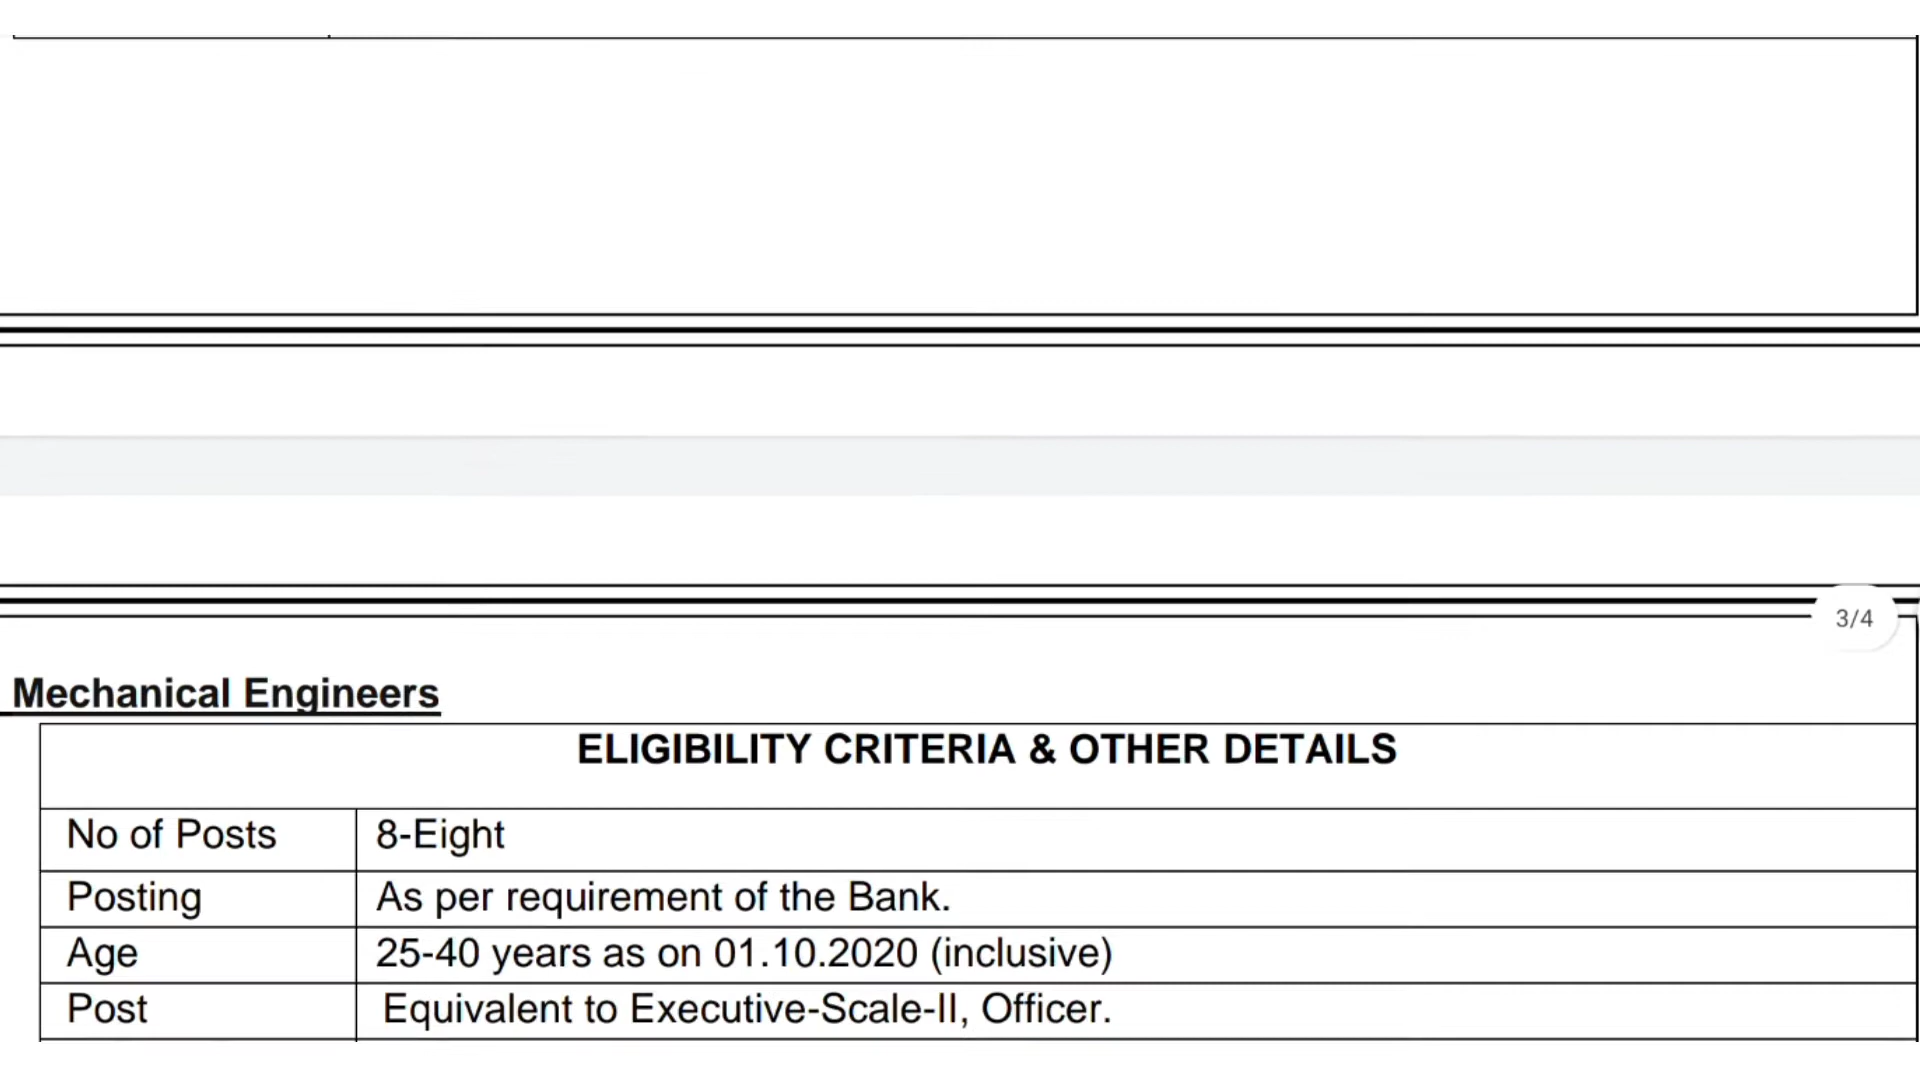 3/4
Mechanical Engineers
ELIGIBILITY CRITERIA & OTHER DETAILS
No of Posts 8-Eight
Posting As per requirement of the Bank.
Age 25-40 years as on 01.10.2020 (inclusive)
Post Equivalent to Executive-Scale-II, Officer.